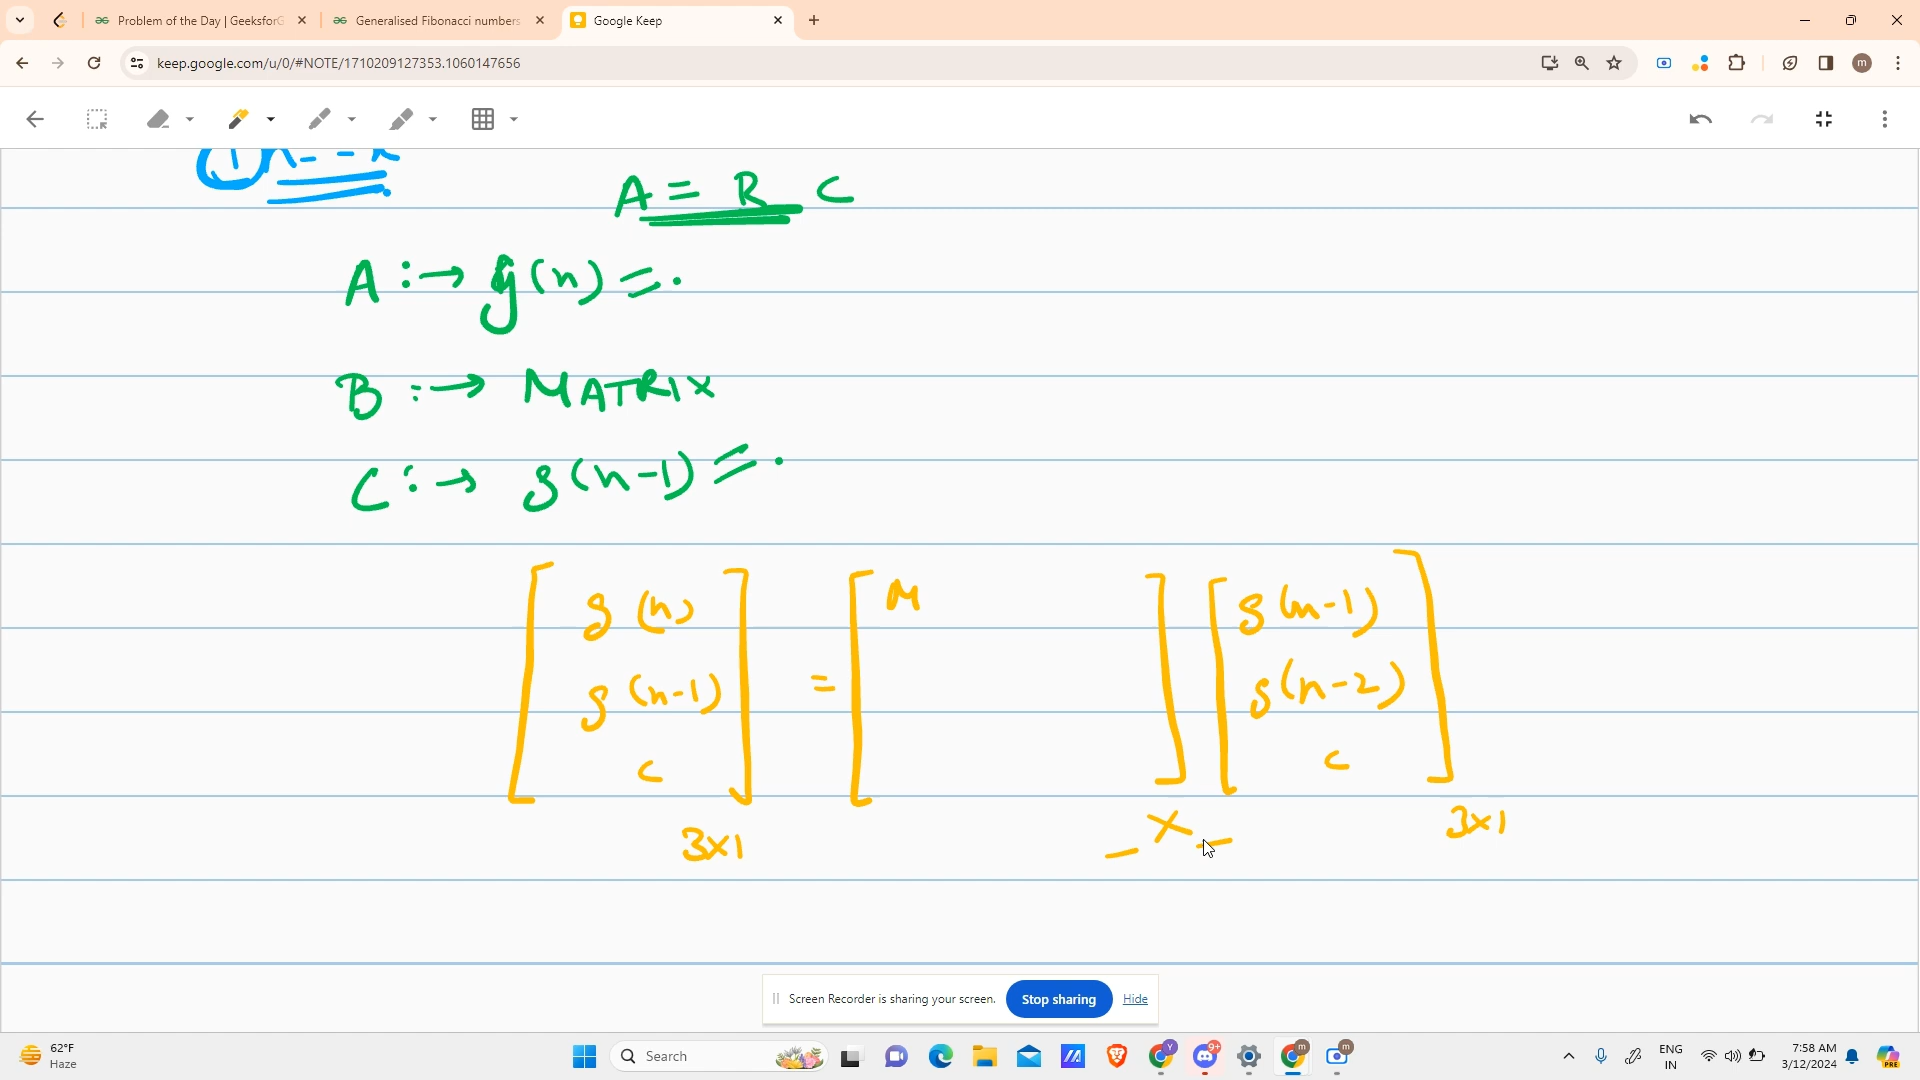 Problem of the Day | GeeksforG
Generalised Fibonacci numbers
Google Keep
keep.google.com/u/0/#NOTE/1710209127353.1060147656
m
A = R C
A :→ g(n) = .
B :→ MATRIX
C :→ g(n-1) = .
g(n)
g(n-1)
c
3x1
=
M
_ x _
g(n-1)
g(n-2)
c
3x1
Screen Recorder is sharing your screen.
Stop sharing
Hide
62°F
Haze
Search
Y
9+
m
m
ENG
IN
7:58 AM
3/12/2024
PRE